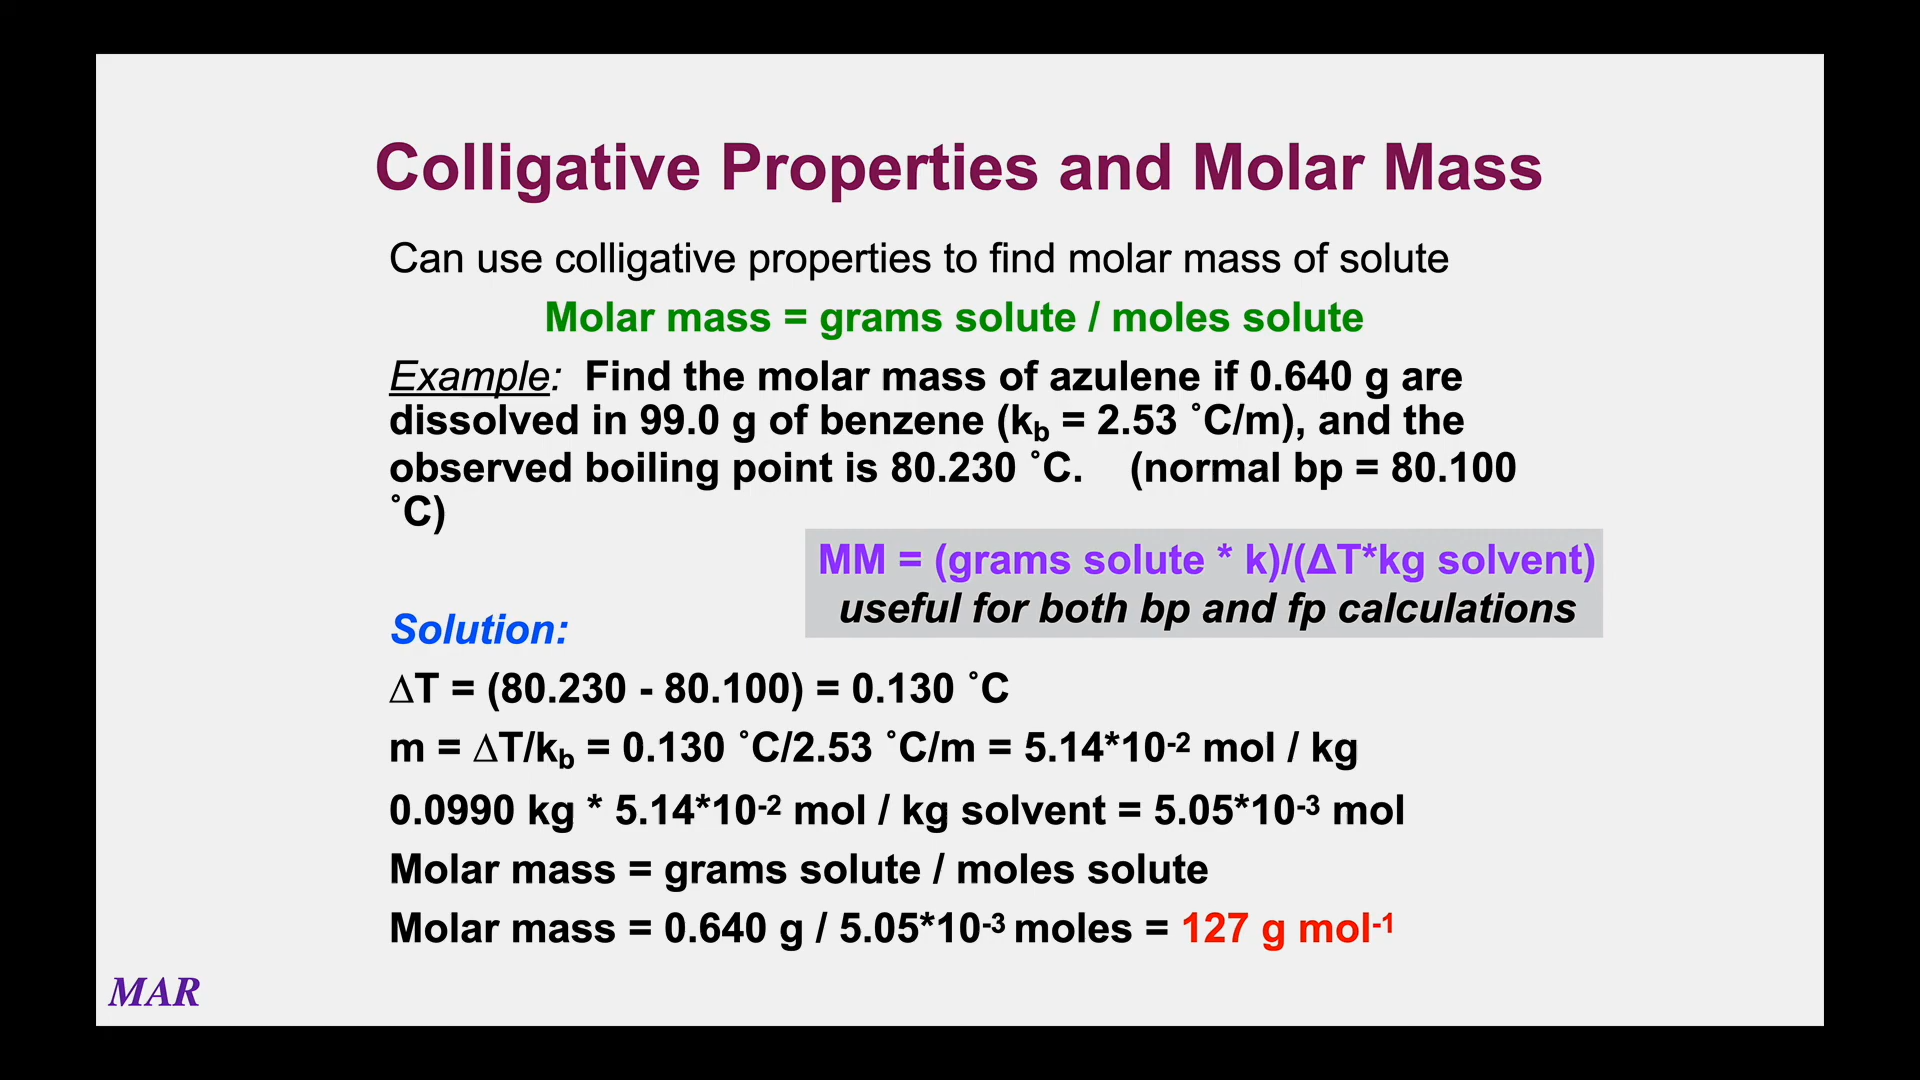 Colligative Properties and Molar Mass
Can use colligative properties to find molar mass of solute
Molar mass = grams solute / moles solute
Example: Find the molar mass of azulene if 0.640 g are
dissolved in 99.0 g of benzene (kb = 2.53 ˚C/m), and the
observed boiling point is 80.230 ˚C. (normal bp = 80.100
˚C)
MM = (grams solute * k)/(ΔT*kg solvent)
useful for both bp and fp calculations
Solution:
∆T = (80.230 - 80.100) = 0.130 ˚C
m = ∆T/kb = 0.130 ˚C/2.53 ˚C/m = 5.14*10-2 mol / kg
0.0990 kg * 5.14*10-2 mol / kg solvent = 5.05*10-3 mol
Molar mass = grams solute / moles solute
Molar mass = 0.640 g / 5.05*10-3 moles = 127 g mol-1
MAR